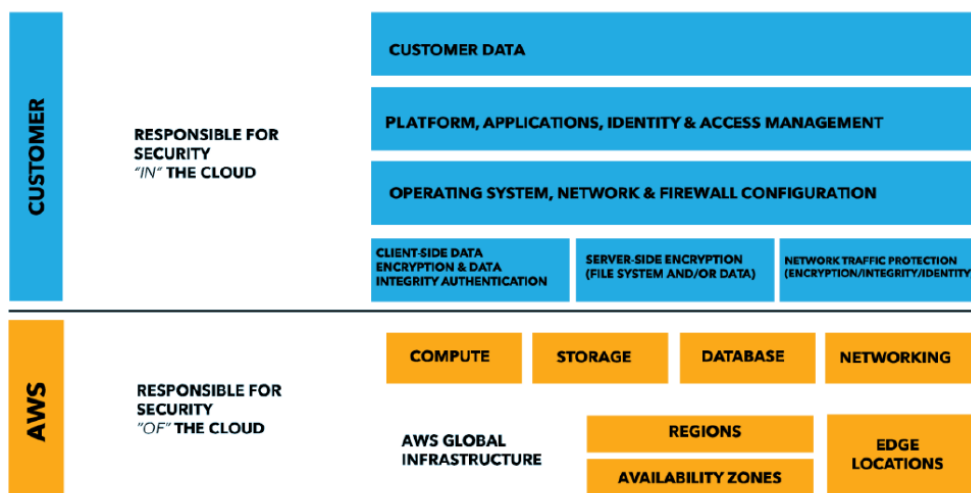 CUSTOMER
RESPONSIBLE FOR
SECURITY
"IN" THE CLOUD
CUSTOMER DATA
PLATFORM, APPLICATIONS, IDENTITY & ACCESS MANAGEMENT
OPERATING SYSTEM, NETWORK & FIREWALL CONFIGURATION
CLIENT-SIDE DATA
ENCRYPTION & DATA
INTEGRITY AUTHENTICATION
SERVER-SIDE ENCRYPTION
(FILE SYSTEM AND/OR DATA)
NETWORK TRAFFIC PROTECTION
(ENCRYPTION/INTEGRITY/IDENTITY
AWS
RESPONSIBLE FOR
SECURITY
"OF" THE CLOUD
COMPUTE
STORAGE
DATABASE
NETWORKING
AWS GLOBAL
INFRASTRUCTURE
REGIONS
AVAILABILITY ZONES
EDGE
LOCATIONS